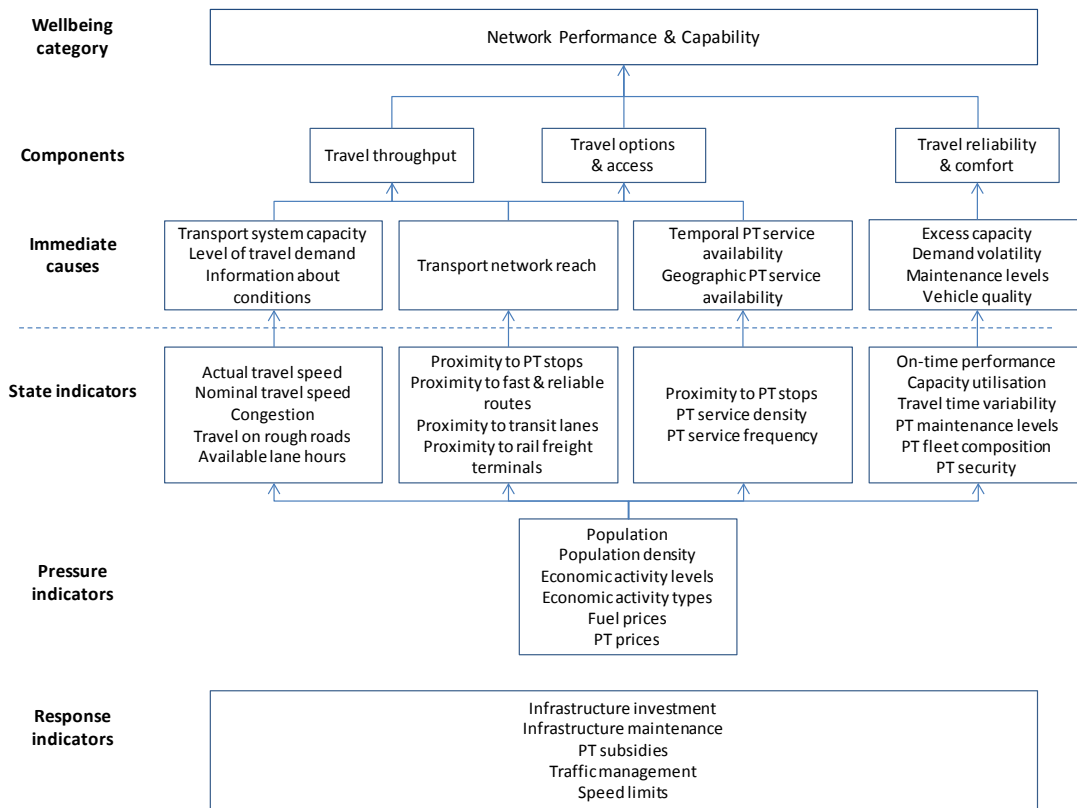 Wellbeing
category
Network Performance & Capability
Components
Travel throughput
Travel options
& access
Travel reliability
& comfort
Immediate
causes
Transport system capacity
Level of travel demand
Information about
conditions
Transport network reach
Temporal PT service
availability
Geographic PT service
availability
Excess capacity
Demand volatility
Maintenance levels
Vehicle quality
State indicators
Actual travel speed
Nominal travel speed
Congestion
Travel on rough roads
Available lane hours
Proximity to PT stops
Proximity to fast & reliable
routes
Proximity to transit lanes
Proximity to rail freight
terminals
Proximity to PT stops
PT service density
PT service frequency
On-time performance
Capacity utilisation
Travel time variability
PT maintenance levels
PT fleet composition
PT security
Pressure
indicators
Population
Population density
Economic activity levels
Economic activity types
Fuel prices
PT prices
Response
indicators
Infrastructure investment
Infrastructure maintenance
PT subsidies
Traffic management
Speed limits